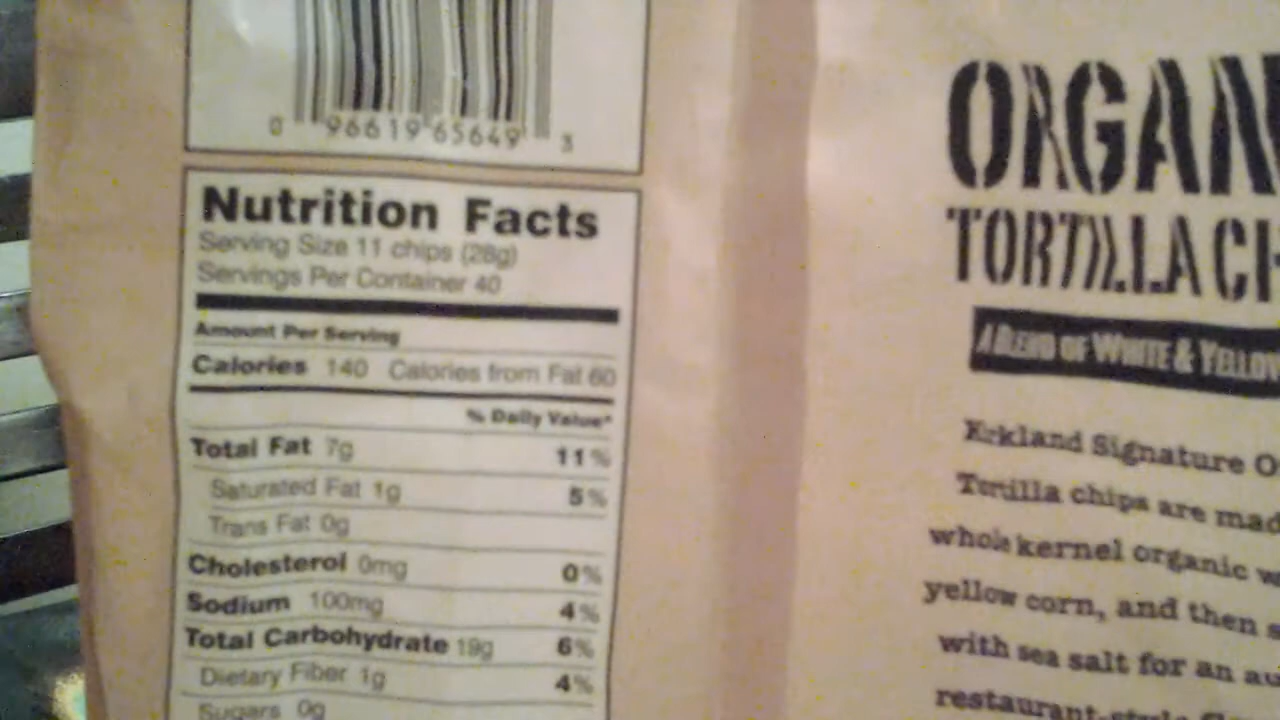 0 96619 65649 3
Nutrition Facts
Serving Size 11 chips (28g)
Servings Per Container 40
Amount Per Serving
Calories 140 Calories from Fat 60
% Daily Value*
Total Fat 7g 11%
Saturated Fat 1g 5%
Trans Fat 0g
Cholesterol 0mg 0%
Sodium 100mg 4%
Total Carbohydrate 19g 6%
Dietary Fiber 1g 4%
Sugars 0g
ORGAN
TORTILLA CH
A BLEND OF WHITE & YELLOW
Kirkland Signature O
Tortilla chips are mad
whole kernel organic w
yellow corn, and then s
with sea salt for an au
restaurant-style